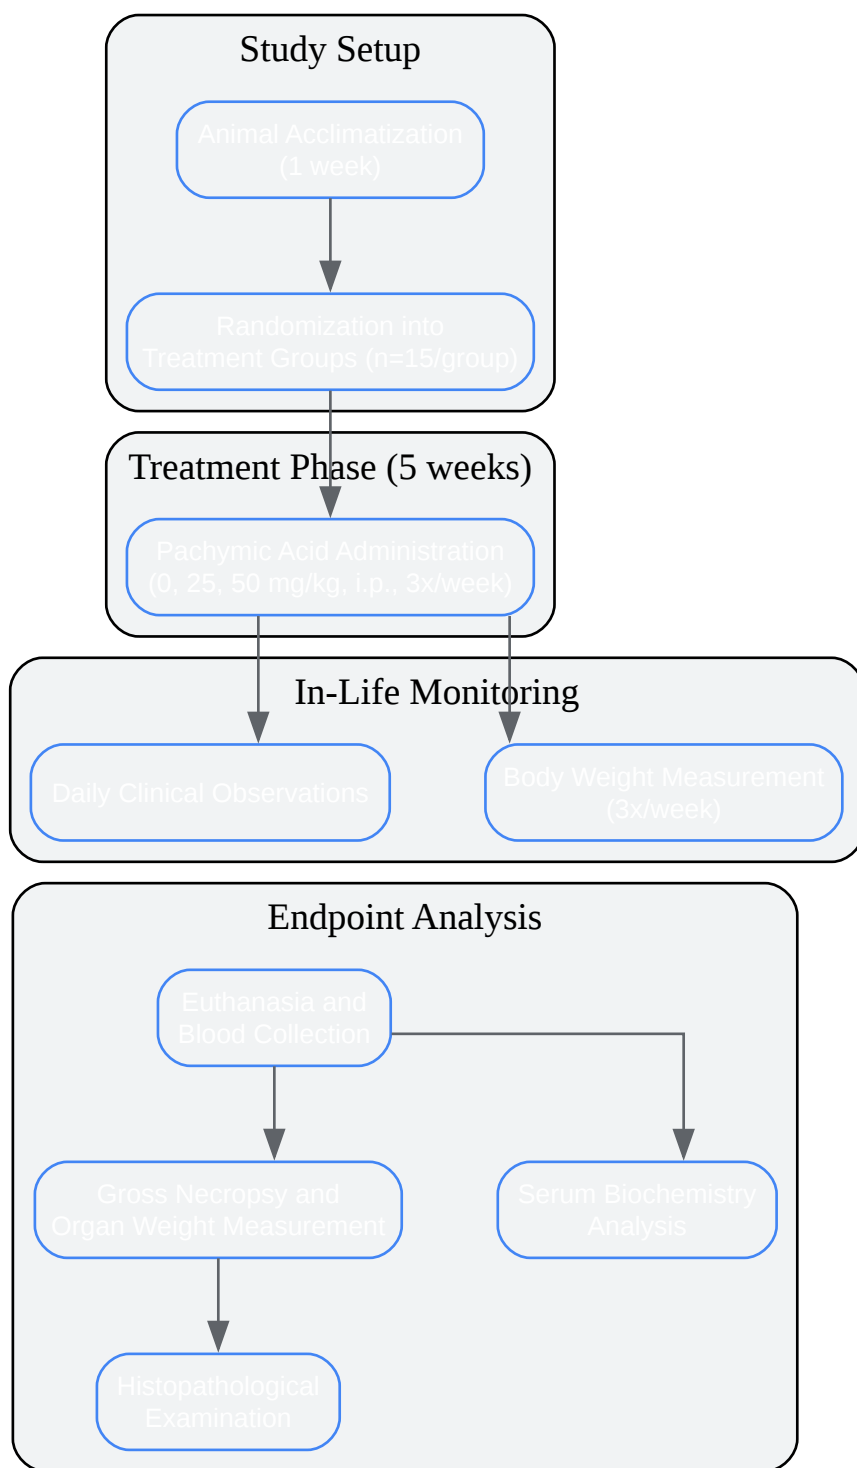 Study Setup
Animal Acclimatization
(1 week)
Randomization into
Treatment Groups (n=15/group)
Treatment Phase (5 weeks)
Pachymic Acid Administration
(0, 25, 50 mg/kg, i.p., 3x/week)
In-Life Monitoring
Daily Clinical Observations
Body Weight Measurement
(3x/week)
Endpoint Analysis
Euthanasia and
Blood Collection
Gross Necropsy and
Organ Weight Measurement
Serum Biochemistry
Analysis
Histopathological
Examination